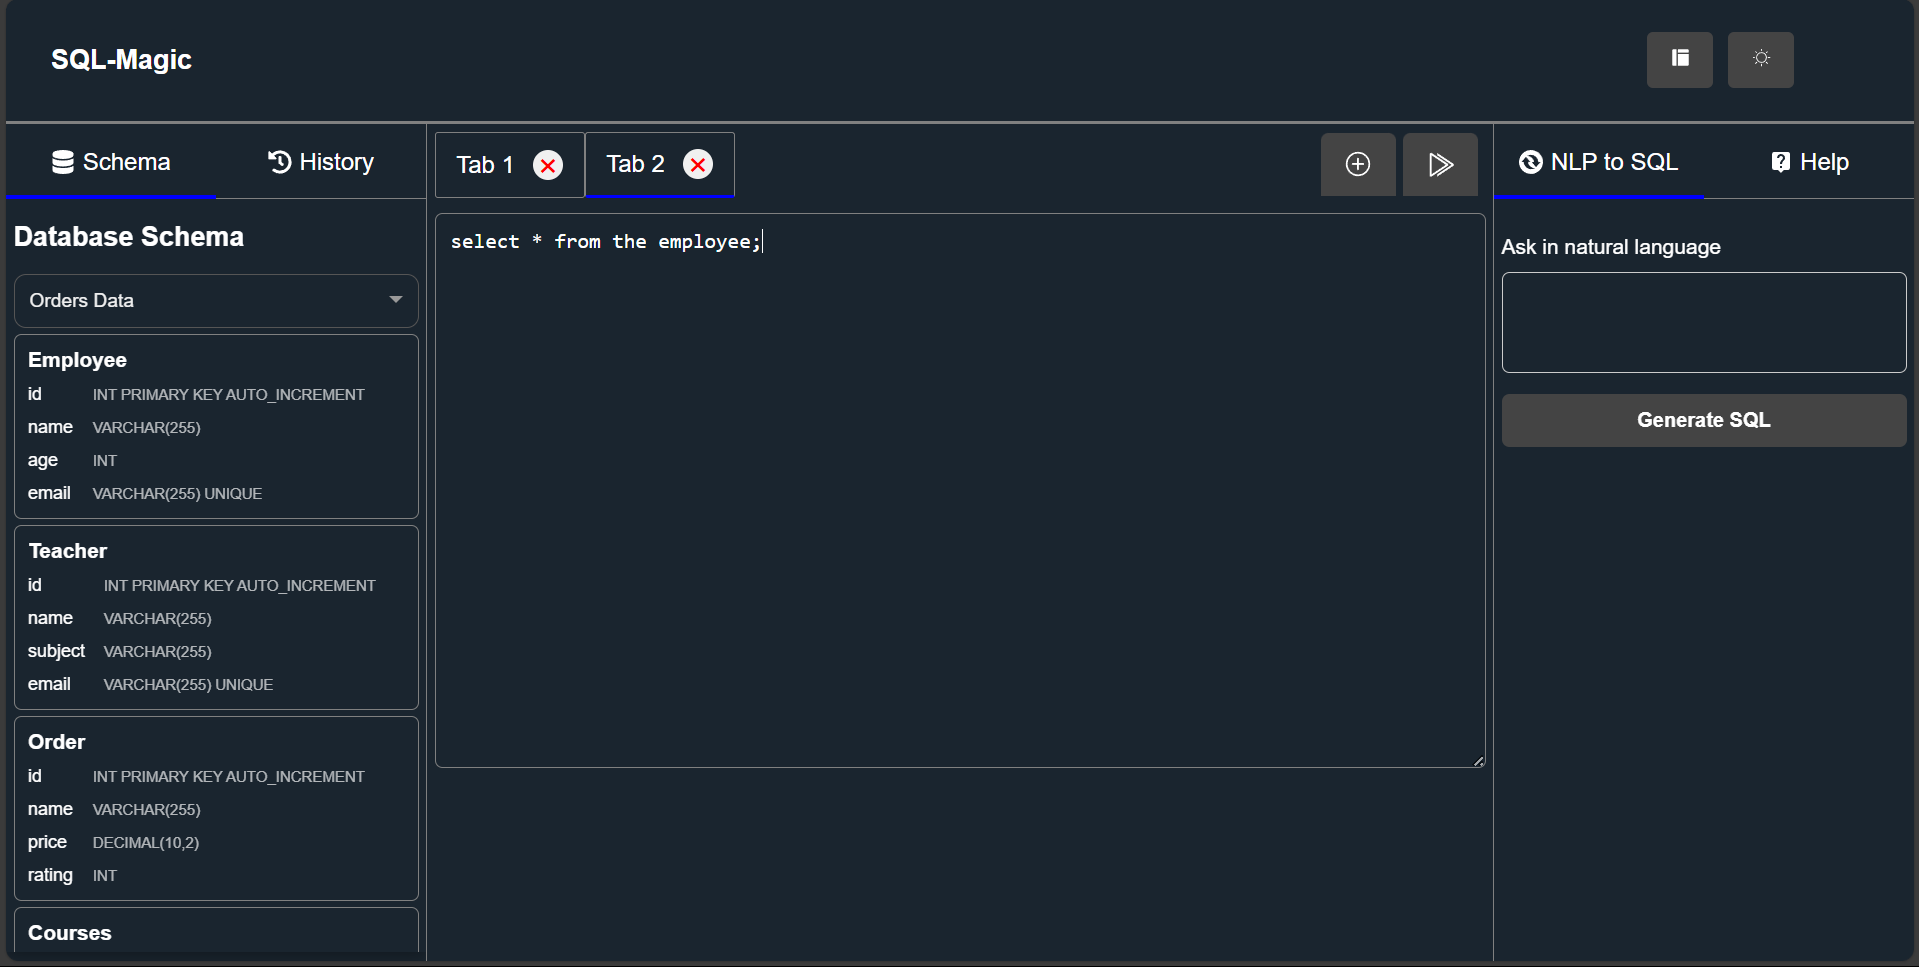 SQL-Magic
Schema
History
Database Schema
Orders Data
Employee
id INT PRIMARY KEY AUTO_INCREMENT
name VARCHAR(255)
age INT
email VARCHAR(255) UNIQUE
Teacher
id INT PRIMARY KEY AUTO_INCREMENT
name VARCHAR(255)
subject VARCHAR(255)
email VARCHAR(255) UNIQUE
Order
id INT PRIMARY KEY AUTO_INCREMENT
name VARCHAR(255)
price DECIMAL(10,2)
rating INT
Courses
Tab 1
Tab 2
select * from the employee;
NLP to SQL
Help
Ask in natural language
Generate SQL